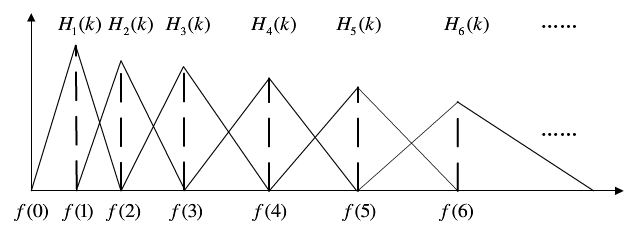 H₁(k) H₂(k) H₃(k) H₄(k) H₅(k) H₆(k) ......
......
f(0) f(1) f(2) f(3) f(4) f(5) f(6)